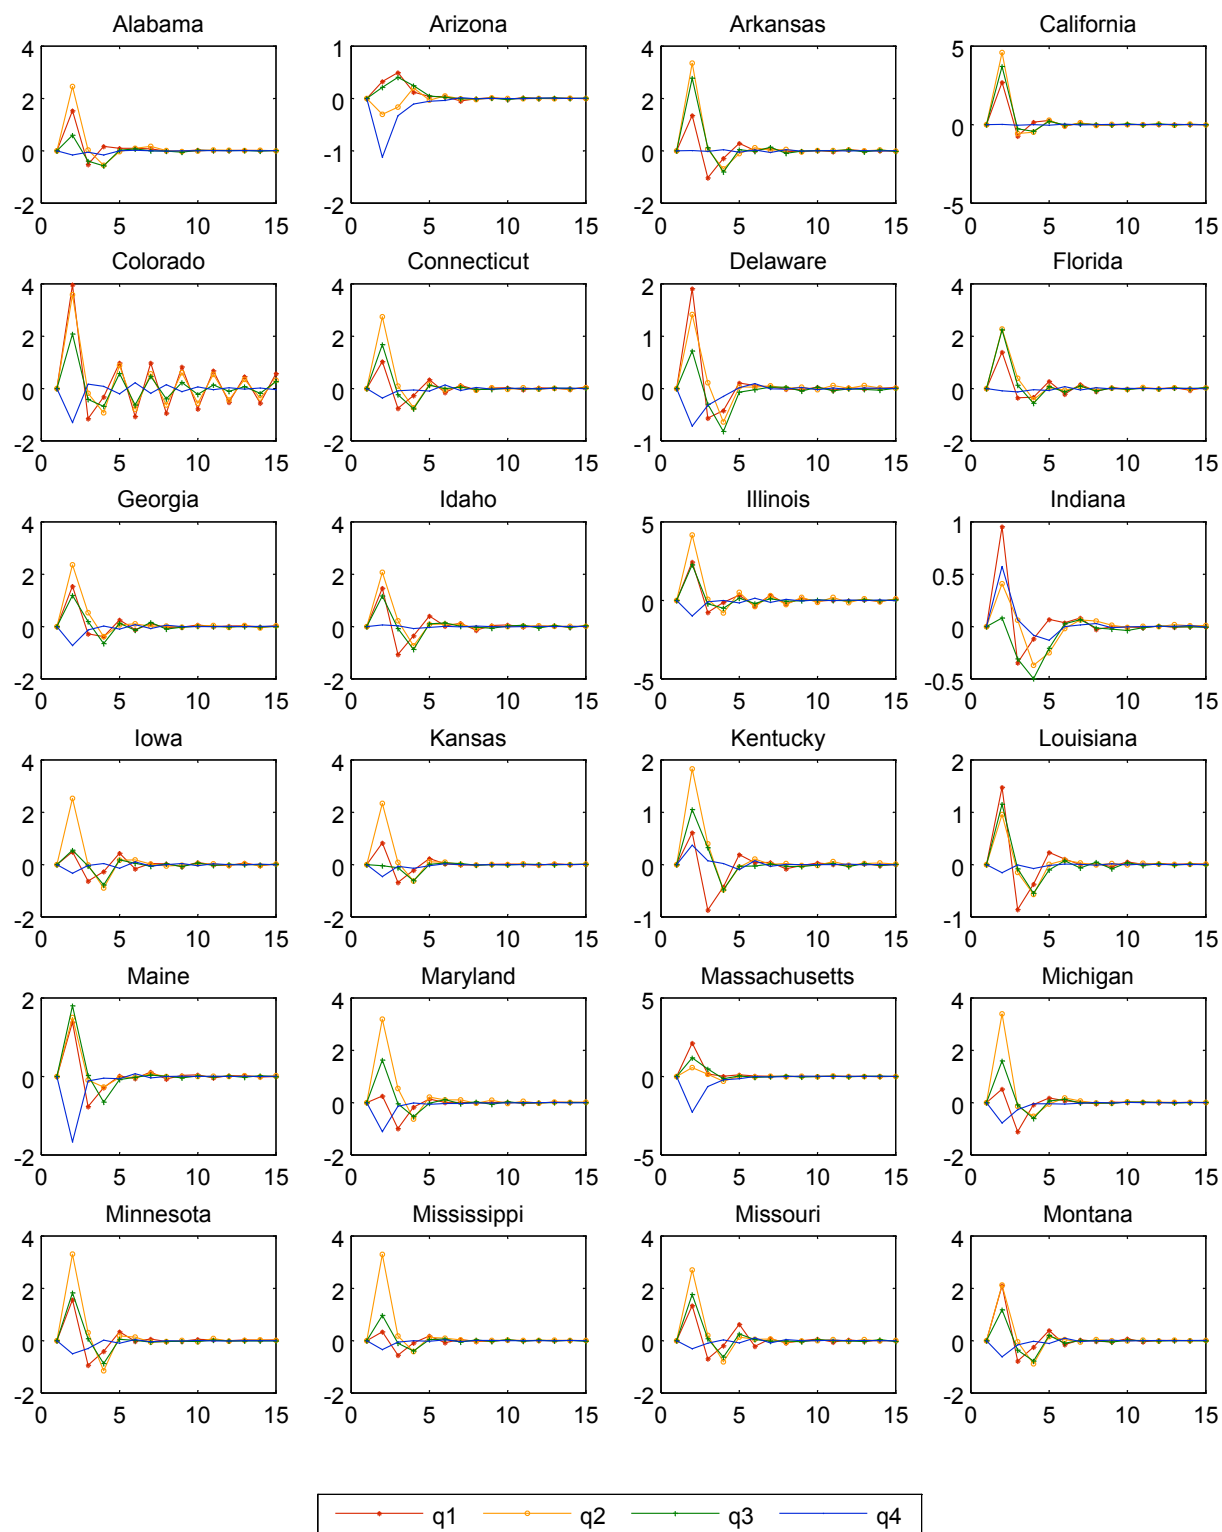 Alabama Arizona Arkansas California
4 1 4 5
2 0 2 0
0 -1 0
-2 -2 -2 -5
0 5 10 15 0 5 10 15 0 5 10 15 0 5 10 15
Colorado Connecticut Delaware Florida
4 4 2 4
2 2 1 2
0 0 0 0
-2 -2 -1 -2
0 5 10 15 0 5 10 15 0 5 10 15 0 5 10 15
Georgia Idaho Illinois Indiana
4 4 5 1
2 2 0 0.5
0 0 0
-2 -2 -5 -0.5
0 5 10 15 0 5 10 15 0 5 10 15 0 5 10 15
Iowa Kansas Kentucky Louisiana
4 4 2 2
2 2 1 1
0 0 0 0
-2 -2 -1 -1
0 5 10 15 0 5 10 15 0 5 10 15 0 5 10 15
Maine Maryland Massachusetts Michigan
2 4 5 4
0 2 0 2
0 0
-2 -2 -5 -2
0 5 10 15 0 5 10 15 0 5 10 15 0 5 10 15
Minnesota Mississippi Missouri Montana
4 4 4 4
2 2 2 2
0 0 0 0
-2 -2 -2 -2
0 5 10 15 0 5 10 15 0 5 10 15 0 5 10 15
q1 q2 q3 q4